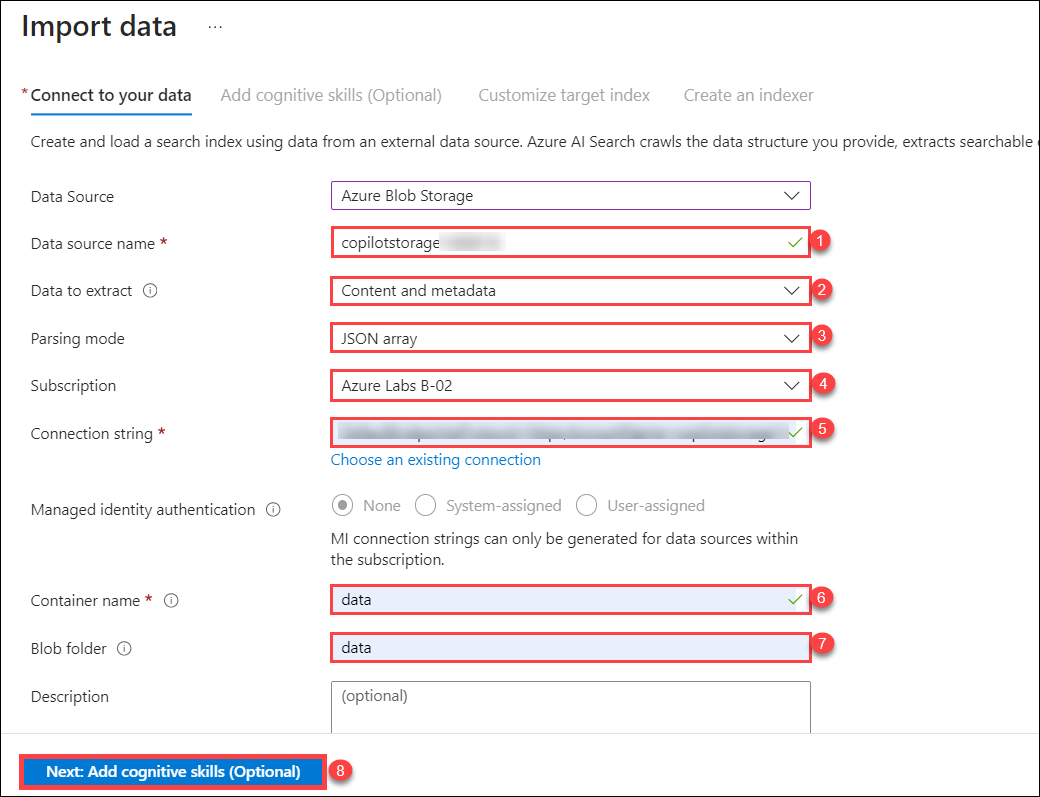 Import data ...
* Connect to your data Add cognitive skills (Optional) Customize target index Create an indexer
Create and load a search index using data from an external data source. Azure AI Search crawls the data structure you provide, extracts searchable
Data Source Azure Blob Storage
Data source name * copilotstorage 1
Data to extract Content and metadata 2
Parsing mode JSON array 3
Subscription Azure Labs B-02 4
Connection string * 5
Choose an existing connection
Managed identity authentication None System-assigned User-assigned
MI connection strings can only be generated for data sources within
the subscription.
Container name * data 6
Blob folder data 7
Description (optional)
Next: Add cognitive skills (Optional) 8